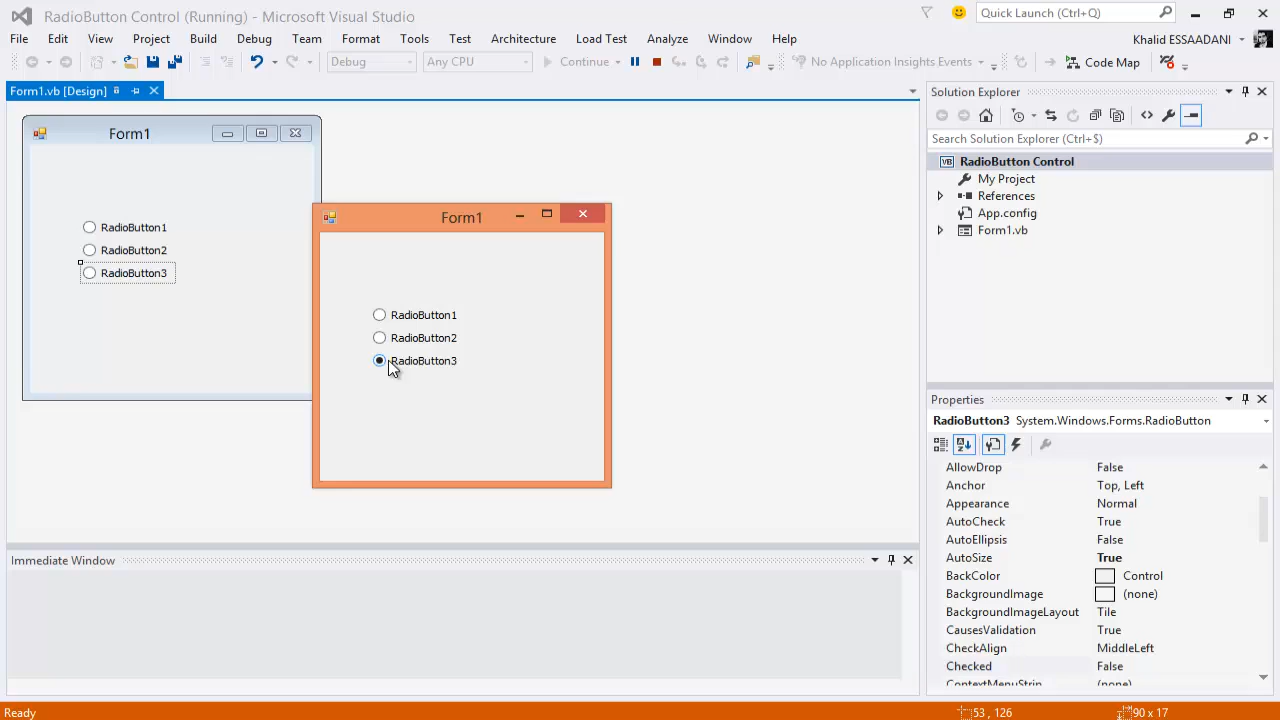 RadioButton Control (Running) - Microsoft Visual Studio
Quick Launch (Ctrl+Q)
File Edit View Project Build Debug Team Format Tools Test Architecture Load Test Analyze Window Help
Khalid ESSAADANI
Debug Any CPU Continue No Application Insights Events Code Map
Form1.vb [Design]
Form1
RadioButton1
RadioButton2
RadioButton3
Form1
RadioButton1
RadioButton2
RadioButton3
Immediate Window
Solution Explorer
Search Solution Explorer (Ctrl+$)
VB RadioButton Control
My Project
References
App.config
Form1.vb
Properties
RadioButton3 System.Windows.Forms.RadioButton
AllowDrop False
Anchor Top, Left
Appearance Normal
AutoCheck True
AutoEllipsis False
AutoSize True
BackColor Control
BackgroundImage (none)
BackgroundImageLayout Tile
CausesValidation True
CheckAlign MiddleLeft
Checked False
ContextMenuStrip (none)
Ready 53 , 126 90 x 17